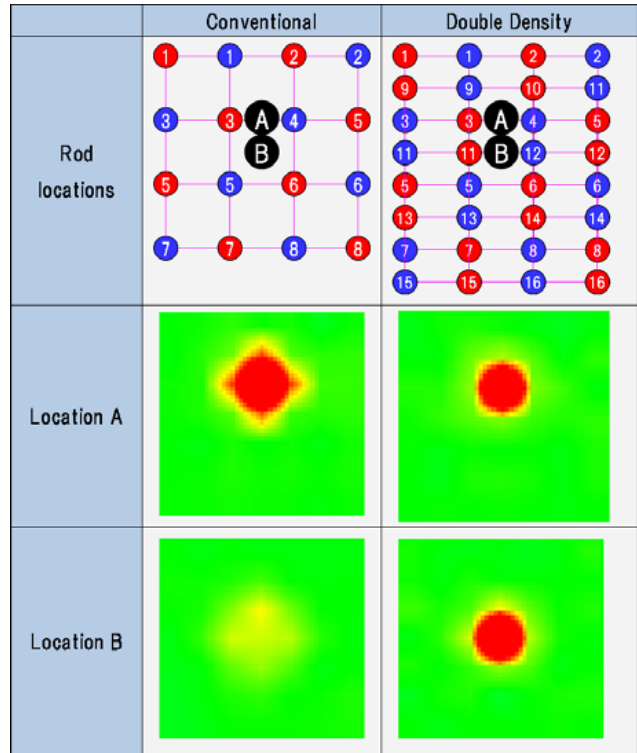 Conventional
Double Density
Rod
locations
1 1 2 2
3 3 A 4 5
B
5 5 6 6
7 7 8 8
1 1 2 2
9 9 10 11
3 3 A 4 5
11 11 B 12 12
5 5 6 6
13 13 14 14
7 7 8 8
15 15 16 16
Location A
Location B